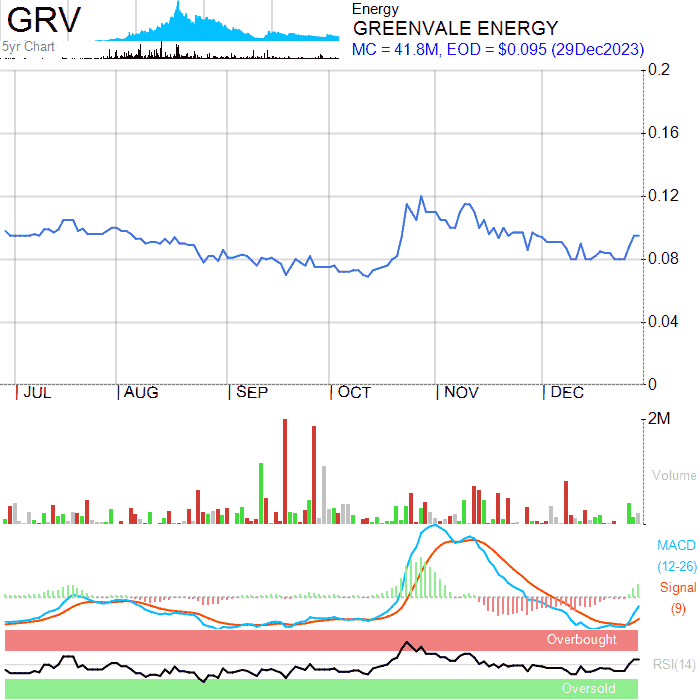 GRV
5yr Chart
Energy
GREENVALE ENERGY
MC = 41.8M, EOD = $0.095 (29Dec2023)
0.2
0.16
0.12
0.08
0.04
0
JUL AUG SEP OCT NOV DEC
2M
Volume
MACD
(12-26)
Signal
(9)
Overbought
RSI(14)
Oversold